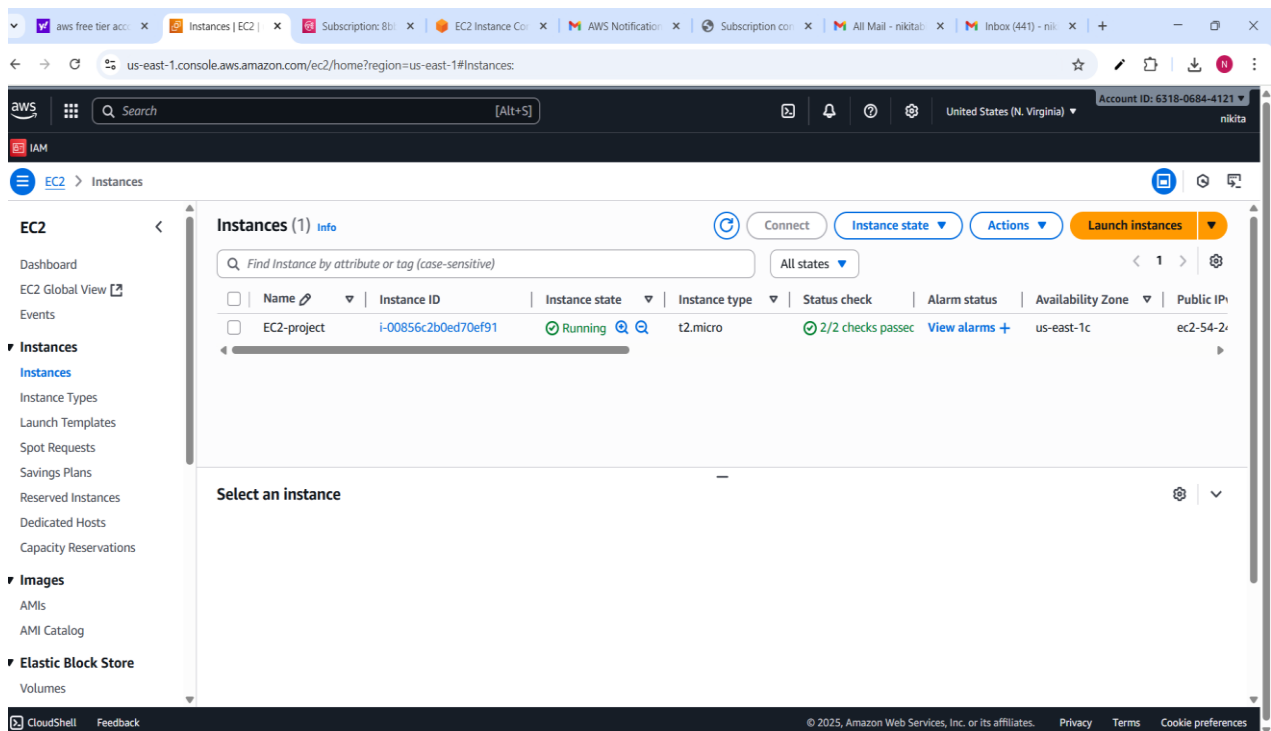 aws free tier acc
Instances | EC2 |
Subscription: 8b
EC2 Instance Co
AWS Notification
Subscription con
All Mail - nikitab
Inbox (441) - nik
us-east-1.console.aws.amazon.com/ec2/home?region=us-east-1#Instances:
N
aws
Search
[Alt+S]
United States (N. Virginia)
Account ID: 6318-0684-4121
nikita
IAM
EC2 > Instances
EC2
Dashboard
EC2 Global View
Events
Instances
Instances
Instance Types
Launch Templates
Spot Requests
Savings Plans
Reserved Instances
Dedicated Hosts
Capacity Reservations
Images
AMIs
AMI Catalog
Elastic Block Store
Volumes
Instances (1) Info
Connect
Instance state
Actions
Launch instances
Find Instance by attribute or tag (case-sensitive)
All states
1
Name Instance ID Instance state Instance type Status check Alarm status Availability Zone Public IPv
EC2-project i-00856c2b0ed70ef91 Running t2.micro 2/2 checks passec View alarms + us-east-1c ec2-54-24
Select an instance
CloudShell Feedback © 2025, Amazon Web Services, Inc. or its affiliates. Privacy Terms Cookie preferences